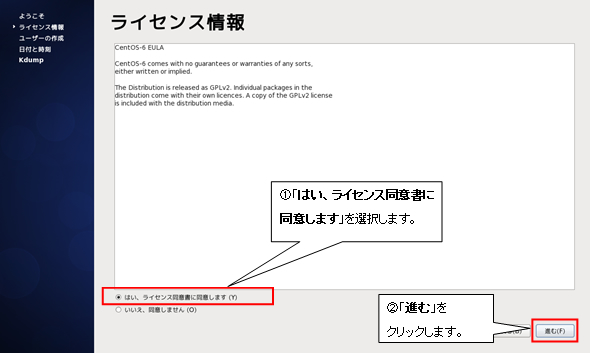 ようこそ
ライセンス情報
ユーザーの作成
日付と時刻
Kdump
ライセンス情報
CentOS-6 EULA
CentOS-6 comes with no guarantees or warranties of any sorts,
either written or implied.
The Distribution is released as GPLv2. Individual packages in the
distribution come with their own licences. A copy of the GPLv2 license
is included with the distribution media.
①「はい、ライセンス同意書に
同意します」を選択します。
はい、ライセンス同意書に同意します (Y)
いいえ、同意しません (O)
②「進む」を
クリックします。
進む(F)